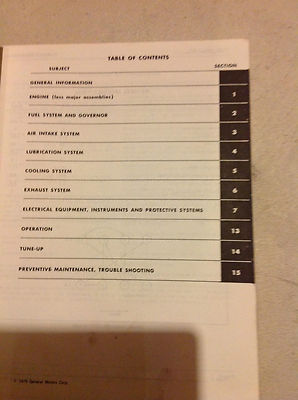 TABLE OF CONTENTS
SUBJECT SECTION
GENERAL INFORMATION
ENGINE (less major assemblies) 1
FUEL SYSTEM AND GOVERNOR 2
AIR INTAKE SYSTEM 3
LUBRICATION SYSTEM 4
COOLING SYSTEM 5
EXHAUST SYSTEM 6
ELECTRICAL EQUIPMENT, INSTRUMENTS AND PROTECTIVE SYSTEMS 7
OPERATION 13
TUNE-UP 14
PREVENTIVE MAINTENANCE, TROUBLE SHOOTING 15
General Motors Corp.